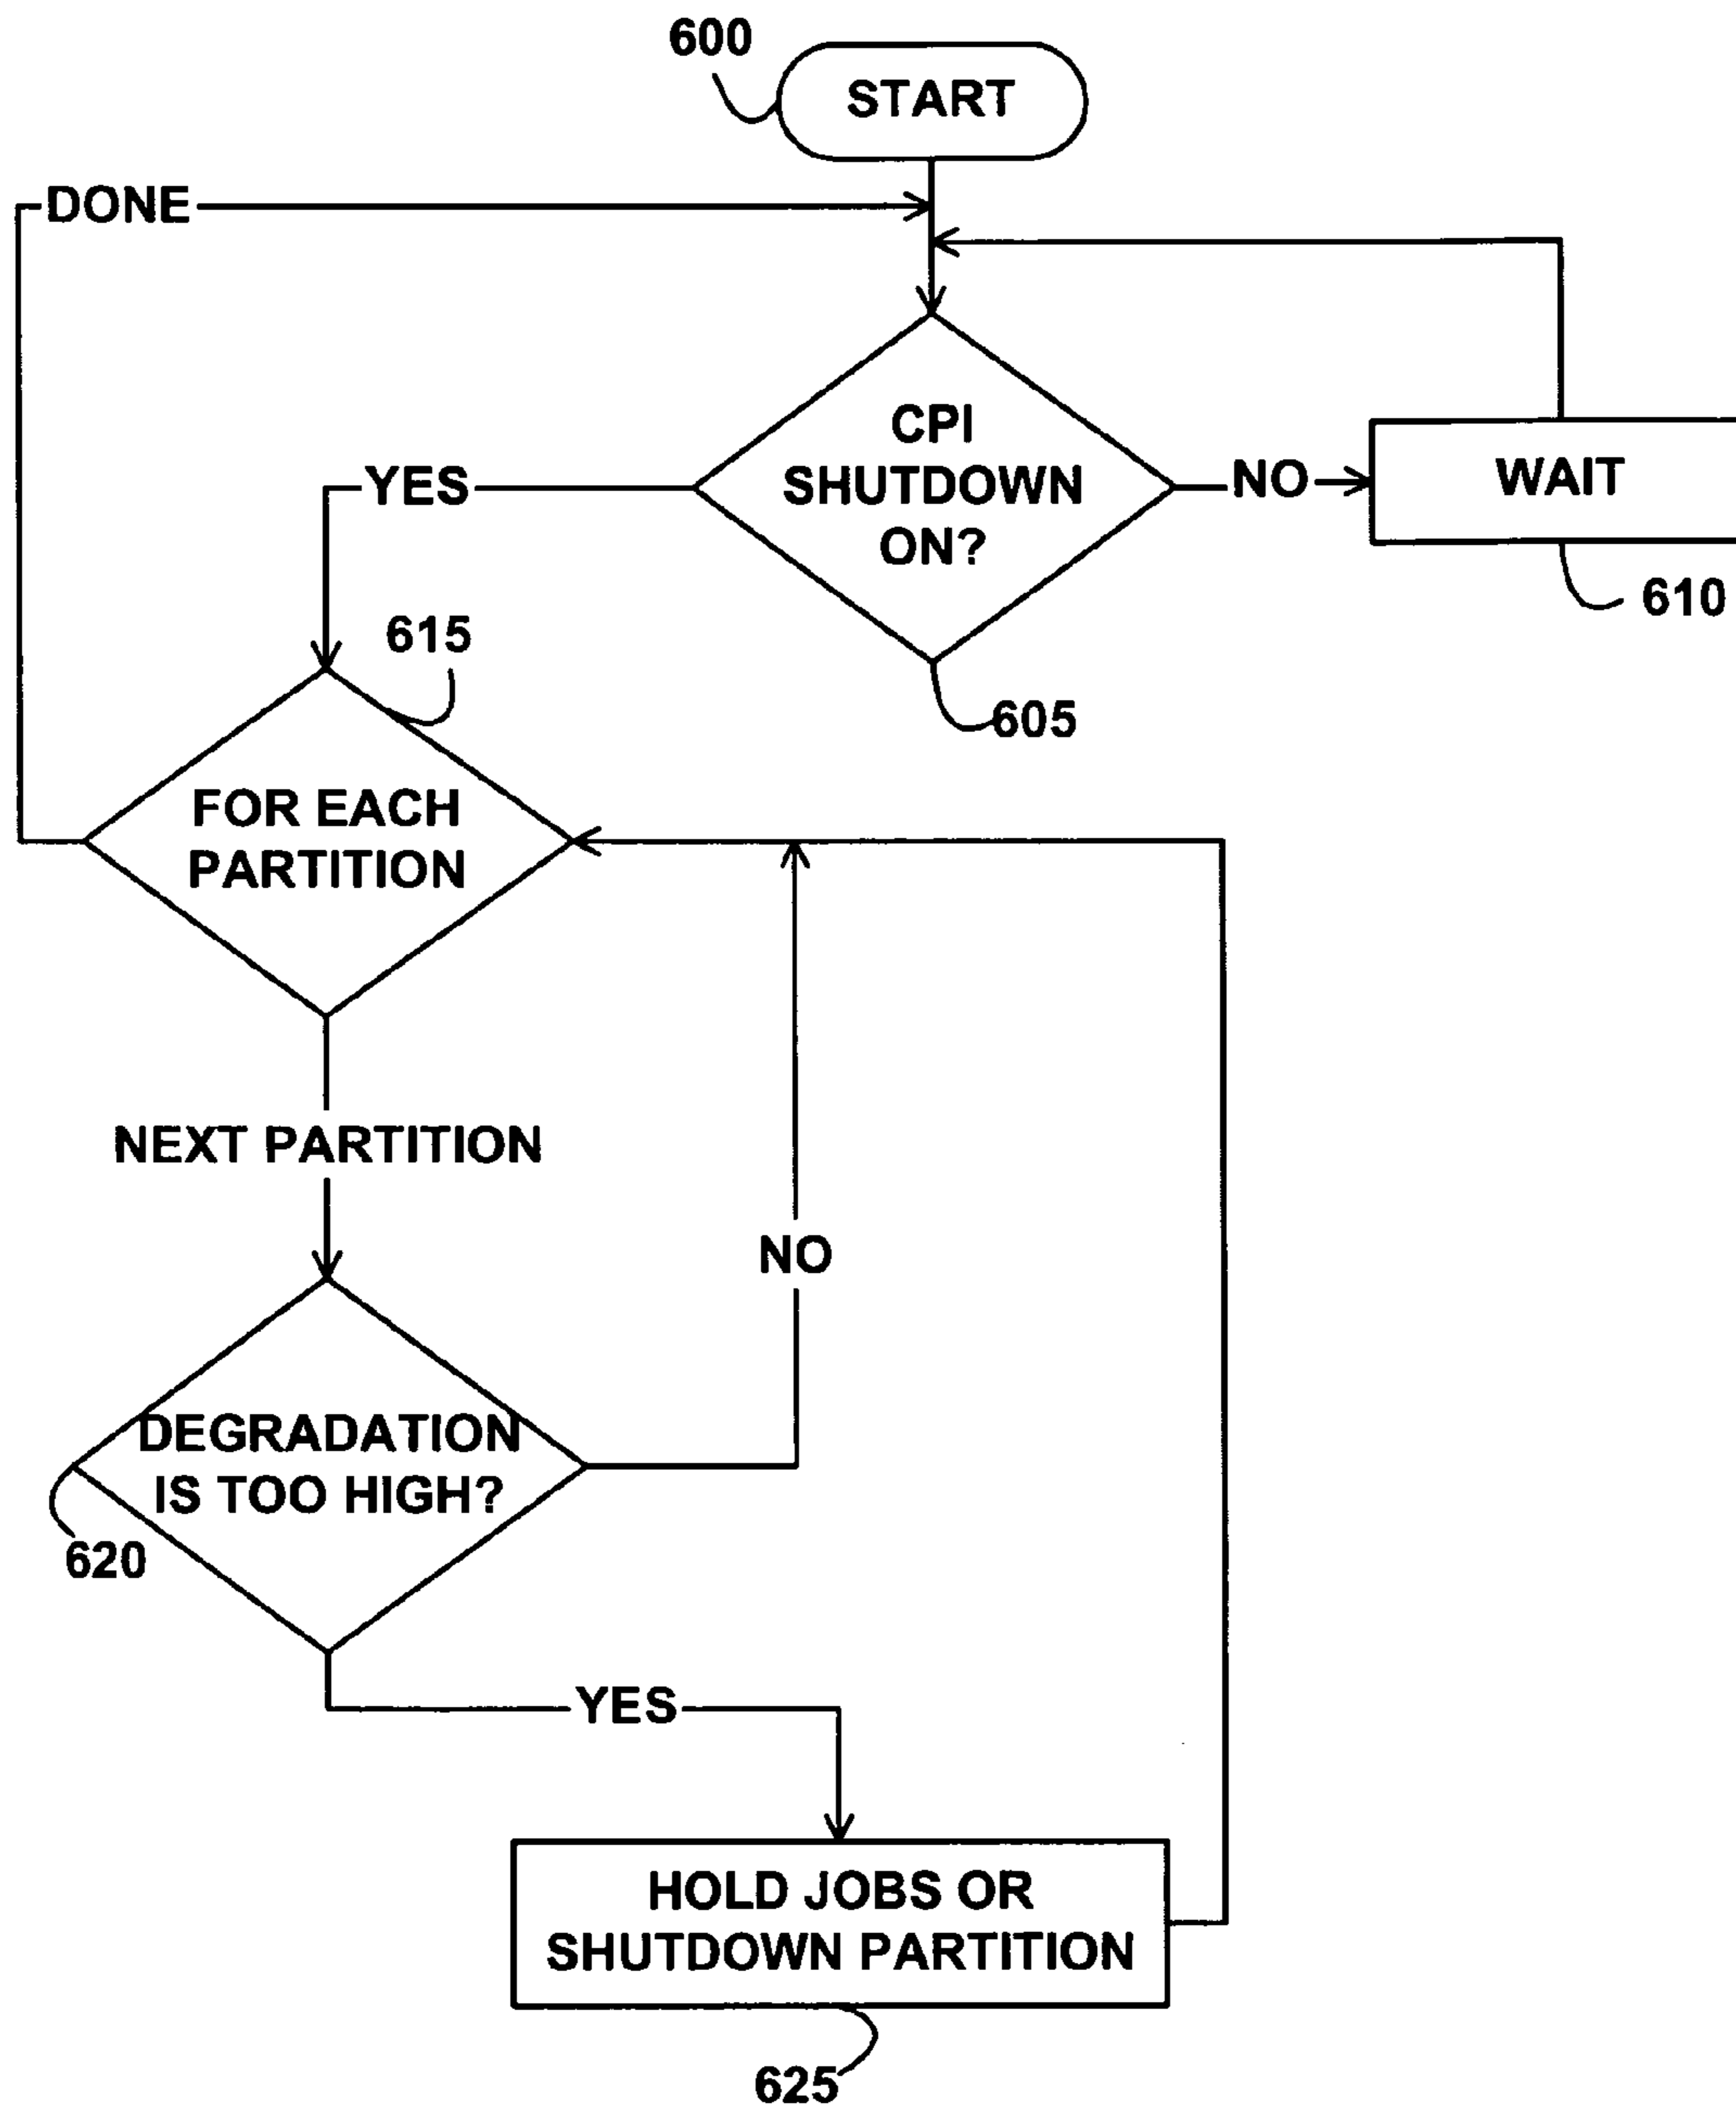 600
START
DONE
CPI
SHUTDOWN
ON?
YES
NO
WAIT
610
615
605
FOR EACH
PARTITION
NEXT PARTITION
NO
DEGRADATION
IS TOO HIGH?
620
YES
HOLD JOBS OR
SHUTDOWN PARTITION
625